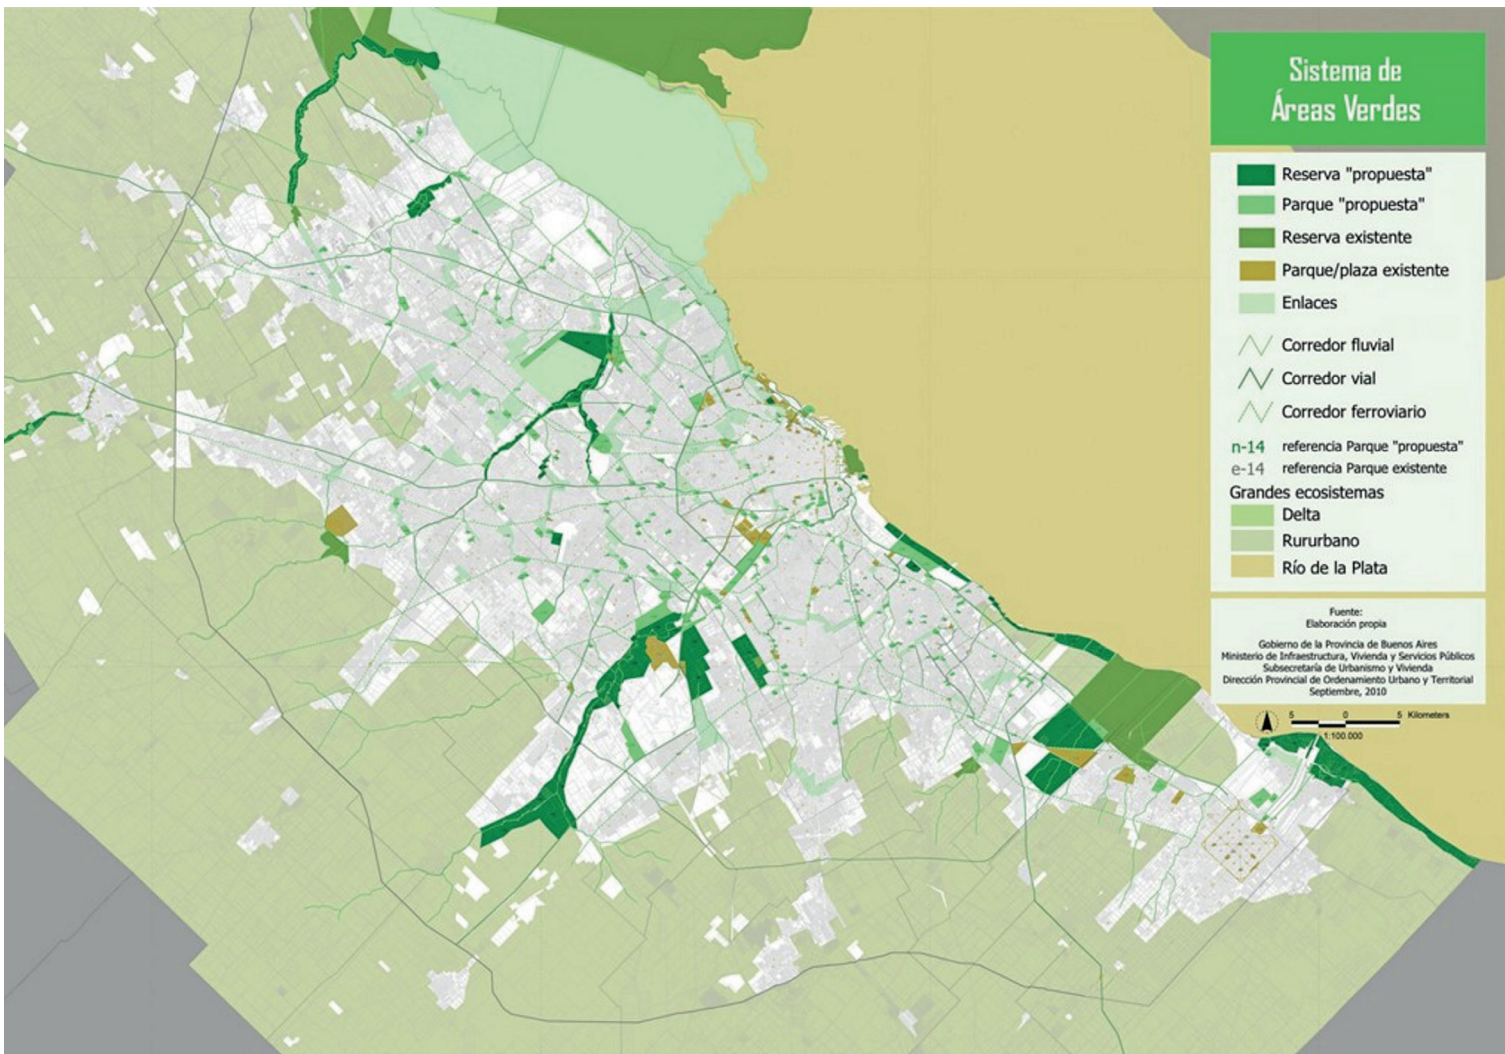 Sistema de
Áreas Verdes
Reserva "propuesta"
Parque "propuesta"
Reserva existente
Parque/plaza existente
Enlaces
Corredor fluvial
Corredor vial
Corredor ferroviario
n-14 referencia Parque "propuesta"
e-14 referencia Parque existente
Grandes ecosistemas
Delta
Rururbano
Río de la Plata
Fuente:
Elaboración propia
Gobierno de la Provincia de Buenos Aires
Ministerio de Infraestructura, Vivienda y Servicios Públicos
Subsecretaría de Urbanismo y Vivienda
Dirección Provincial de Ordenamiento Urbano y Territorial
Septiembre, 2010
5 0 5 Kilometers
1:100.000